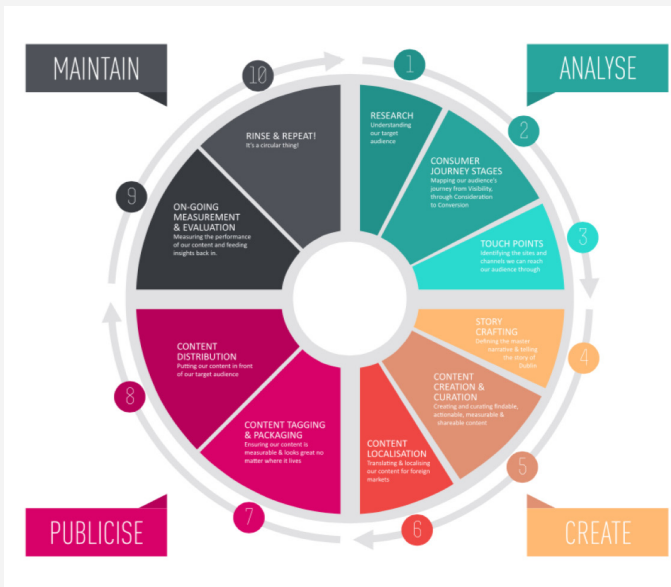 MAINTAIN
ANALYSE
10
1
RESEARCH
Understanding
our target
audience
2
CONSUMER
JOURNEY STAGES
Mapping our audience's
journey from Visibility,
through Consideration
to Conversion
3
TOUCH POINTS
Identifying the sites and
channels we can reach
our audience through
4
STORY
CRAFTING
Defining the master
narrative & telling
the story of
Dublin
5
CONTENT
CREATION &
CURATION
Creating and curating findable,
actionable, measurable &
shareable content
6
CONTENT
LOCALISATION
Translating & localising
our content for foreign
markets
7
CONTENT TAGGING
& PACKAGING
Ensuring our content is
measurable & looks great no
matter where it lives
8
CONTENT
DISTRIBUTION
Putting our content in front
of our target audience
9
ON-GOING
MEASUREMENT
& EVALUATION
Measuring the performance
of our content and feeding
insights back in.
RINSE & REPEAT!
It's a circular thing!
PUBLICISE
CREATE